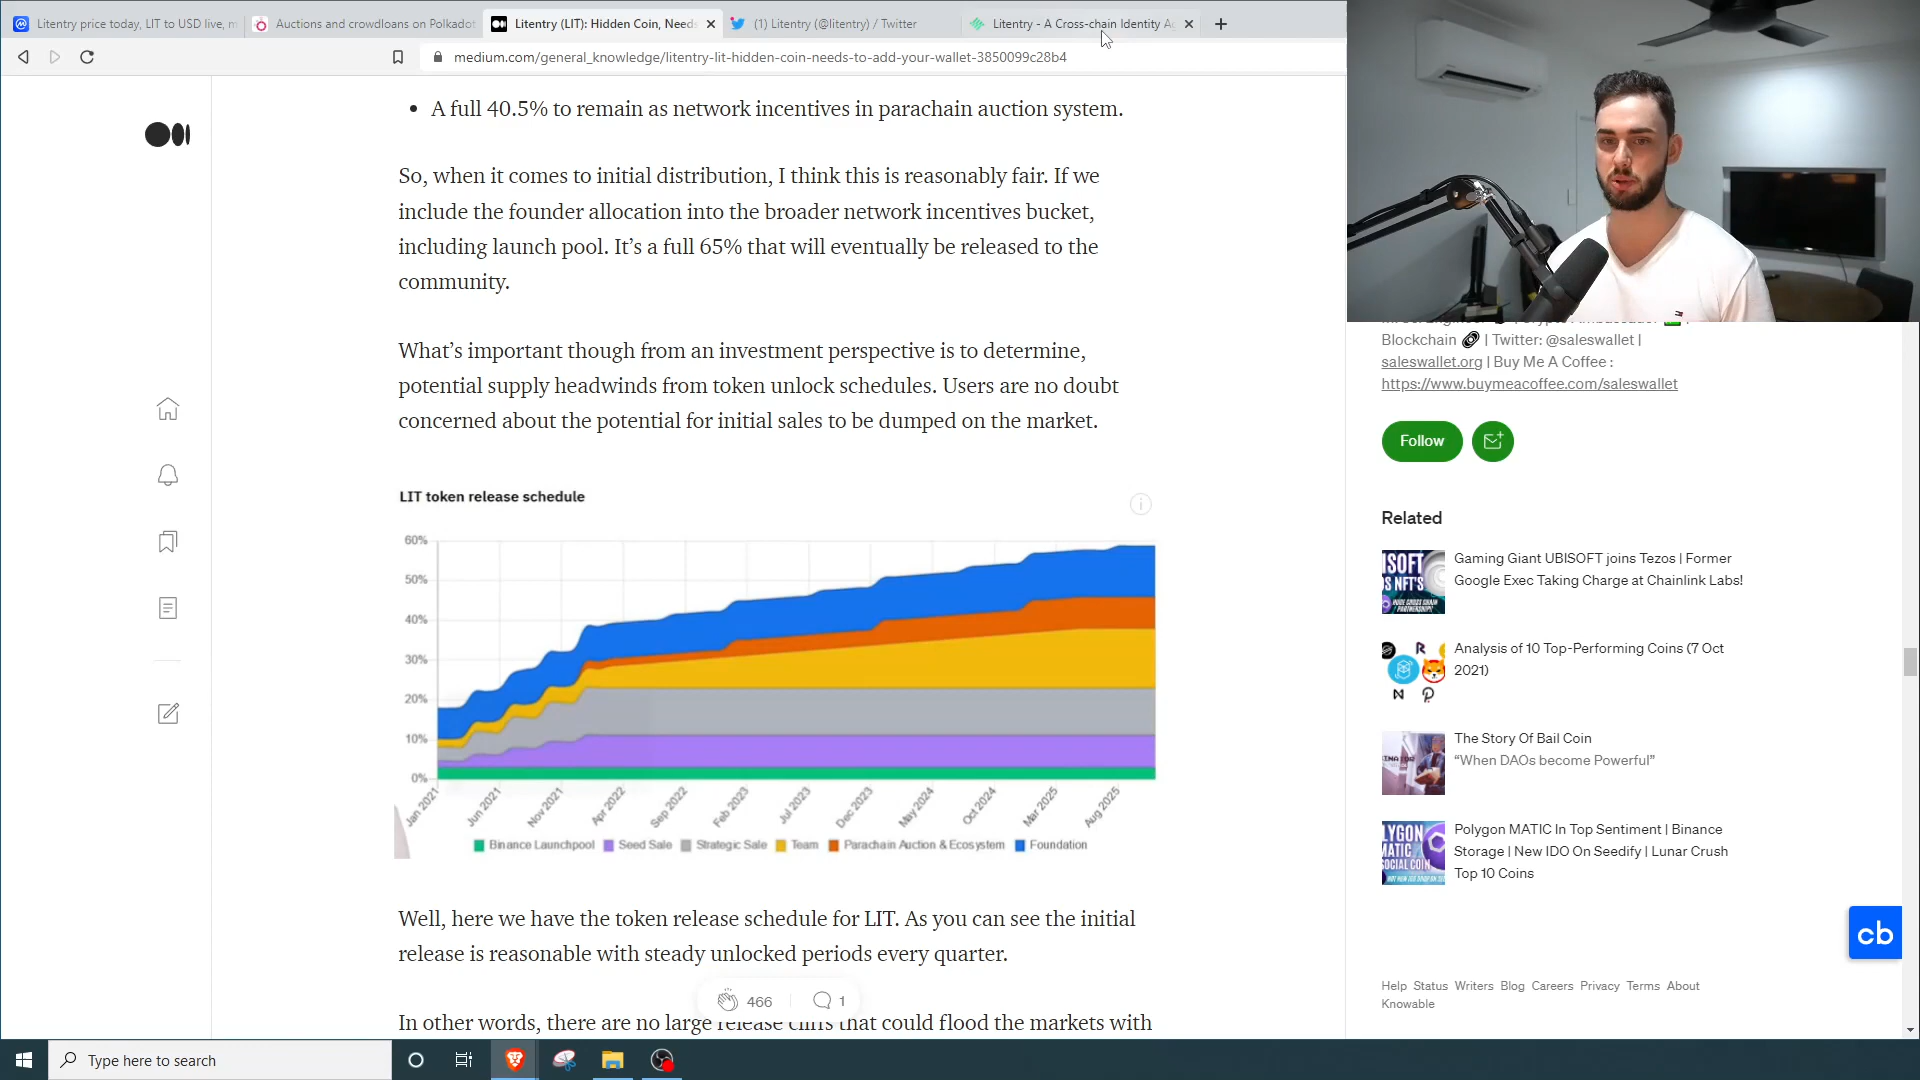 Litentry price today, LIT to USD live, m
Auctions and crowdloans on Polkadot
Litentry (LIT): Hidden Coin, Needs
(1) Litentry (@litentry) / Twitter
Litentry - A Cross-chain Identity Ag
medium.com/general_knowledge/litentry-lit-hidden-coin-needs-to-add-your-wallet-3850099c28b4
A full 40.5% to remain as network incentives in parachain auction system.
So, when it comes to initial distribution, I think this is reasonably fair. If we
include the founder allocation into the broader network incentives bucket,
including launch pool. It’s a full 65% that will eventually be released to the
community.
What’s important though from an investment perspective is to determine,
potential supply headwinds from token unlock schedules. Users are no doubt
concerned about the potential for initial sales to be dumped on the market.
LIT token release schedule
60%
50%
40%
30%
20%
10%
0%
Jan 2021
Jun 2021
Nov 2021
Apr 2022
Sep 2022
Feb 2023
Jul 2023
Dec 2023
May 2024
Oct 2024
Mar 2025
Aug 2025
Binance Launchpool
Seed Sale
Strategic Sale
Team
Parachain Auction & Ecosystem
Foundation
Well, here we have the token release schedule for LIT. As you can see the initial
release is reasonable with steady unlocked periods every quarter.
466
1
In other words, there are no large release cliffs that could flood the markets with
Blockchain | Twitter: @saleswallet |
saleswallet.org | Buy Me A Coffee :
https://www.buymeacoffee.com/saleswallet
Follow
Related
Gaming Giant UBISOFT joins Tezos | Former
Google Exec Taking Charge at Chainlink Labs!
Analysis of 10 Top-Performing Coins (7 Oct
2021)
The Story Of Bail Coin
“When DAOs become Powerful”
Polygon MATIC In Top Sentiment | Binance
Storage | New IDO On Seedify | Lunar Crush
Top 10 Coins
cb
Help Status Writers Blog Careers Privacy Terms About
Knowable
Type here to search